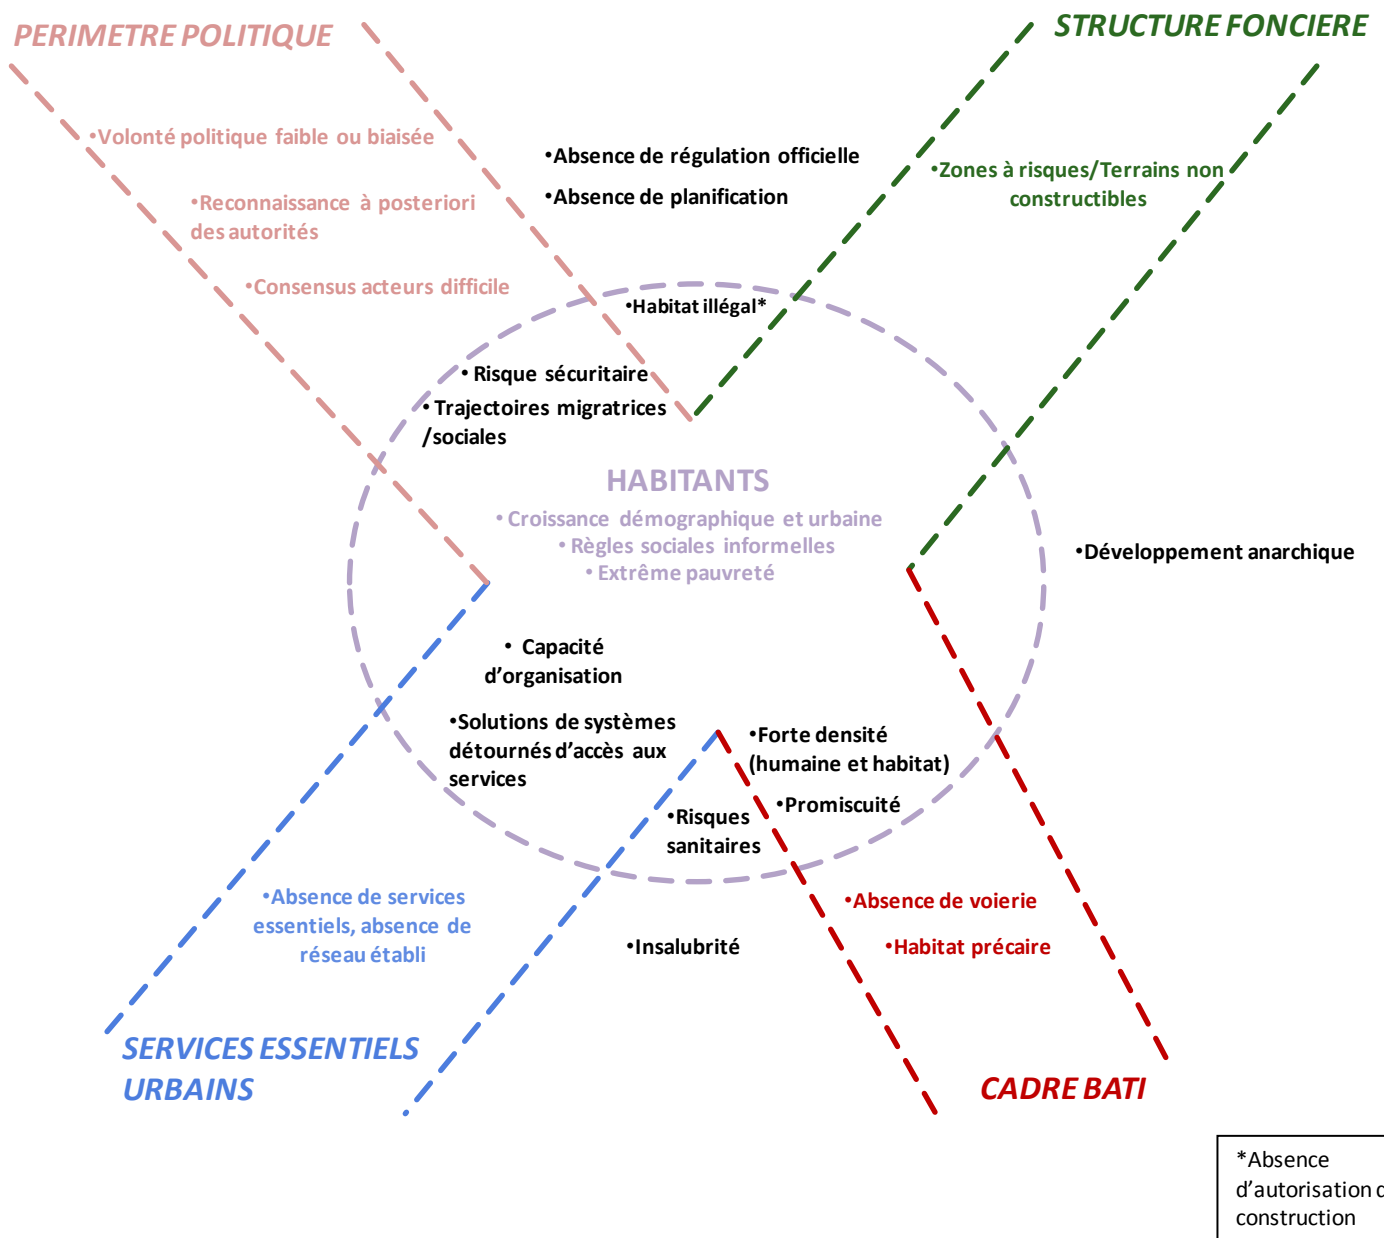 PERIMETRE POLITIQUE
STRUCTURE FONCIERE
•Volonté politique faible ou biaisée
•Reconnaissance à posteriori
des autorités
•Consensus acteurs difficile
•Absence de régulation officielle
•Absence de planification
•Zones à risques/Terrains non
constructibles
•Habitat illégal*
• Risque sécuritaire
• Trajectoires migratrices
/sociales
HABITANTS
• Croissance démographique et urbaine
• Règles sociales informelles
• Extrême pauvreté
•Développement anarchique
• Capacité
d’organisation
•Solutions de systèmes
détournés d’accès aux
services
•Forte densité
(humaine et habitat)
•Promiscuité
•Risques
sanitaires
•Absence de services
essentiels, absence de
réseau établi
•Insalubrité
•Absence de voierie
•Habitat précaire
SERVICES ESSENTIELS
URBAINS
CADRE BATI
*Absence
d’autorisation
construction